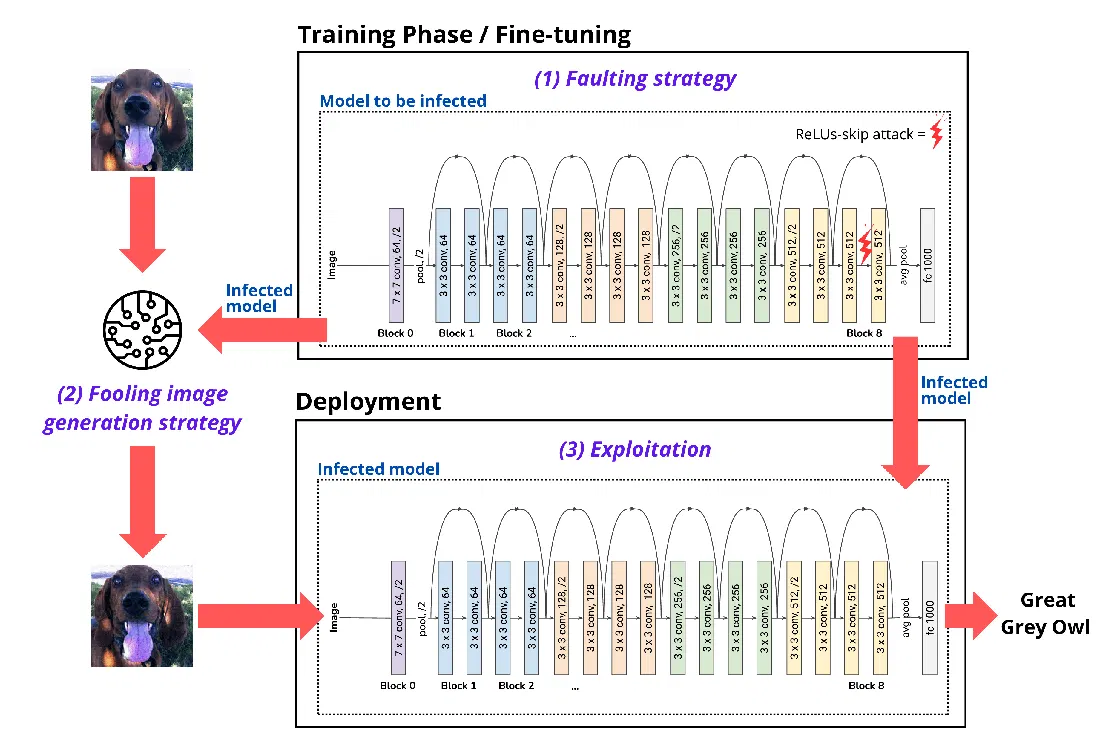 Training Phase / Fine-tuning
(1) Faulting strategy
Model to be infected
ReLUs-skip attack =
Image
7 x 7 conv, 64, /2
pool, /2
3 x 3 conv, 64
3 x 3 conv, 64
3 x 3 conv, 64
3 x 3 conv, 64
3 x 3 conv, 128, /2
3 x 3 conv, 128
3 x 3 conv, 128
3 x 3 conv, 128
3 x 3 conv, 256, /2
3 x 3 conv, 256
3 x 3 conv, 256
3 x 3 conv, 256
3 x 3 conv, 512, /2
3 x 3 conv, 512
3 x 3 conv, 512
3 x 3 conv, 512
avg pool
fc 1000
Block 0
Block 1
Block 2
...
Block 8
Infected
model
(2) Fooling image
generation strategy
Infected
model
Deployment
(3) Exploitation
Infected model
Image
7 x 7 conv, 64, /2
pool, /2
3 x 3 conv, 64
3 x 3 conv, 64
3 x 3 conv, 64
3 x 3 conv, 64
3 x 3 conv, 128, /2
3 x 3 conv, 128
3 x 3 conv, 128
3 x 3 conv, 128
3 x 3 conv, 256, /2
3 x 3 conv, 256
3 x 3 conv, 256
3 x 3 conv, 256
3 x 3 conv, 512, /2
3 x 3 conv, 512
3 x 3 conv, 512
3 x 3 conv, 512
avg pool
fc 1000
Block 0
Block 1
Block 2
...
Block 8
Great
Grey Owl